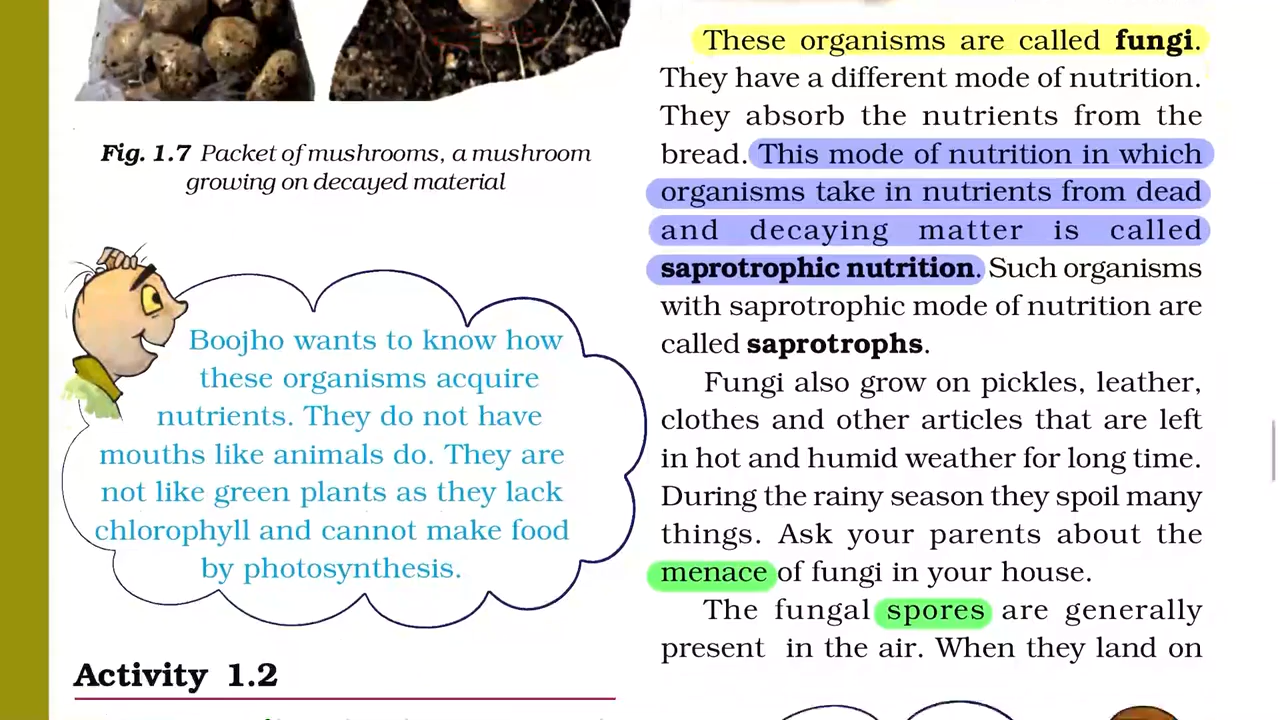 Fig. 1.7 Packet of mushrooms, a mushroom
growing on decayed material
Boojho wants to know how
these organisms acquire
nutrients. They do not have
mouths like animals do. They are
not like green plants as they lack
chlorophyll and cannot make food
by photosynthesis.
Activity 1.2
These organisms are called fungi.
They have a different mode of nutrition.
They absorb the nutrients from the
bread. This mode of nutrition in which
organisms take in nutrients from dead
and decaying matter is called
saprotrophic nutrition. Such organisms
with saprotrophic mode of nutrition are
called saprotrophs.
Fungi also grow on pickles, leather,
clothes and other articles that are left
in hot and humid weather for long time.
During the rainy season they spoil many
things. Ask your parents about the
menace of fungi in your house.
The fungal spores are generally
present in the air. When they land on